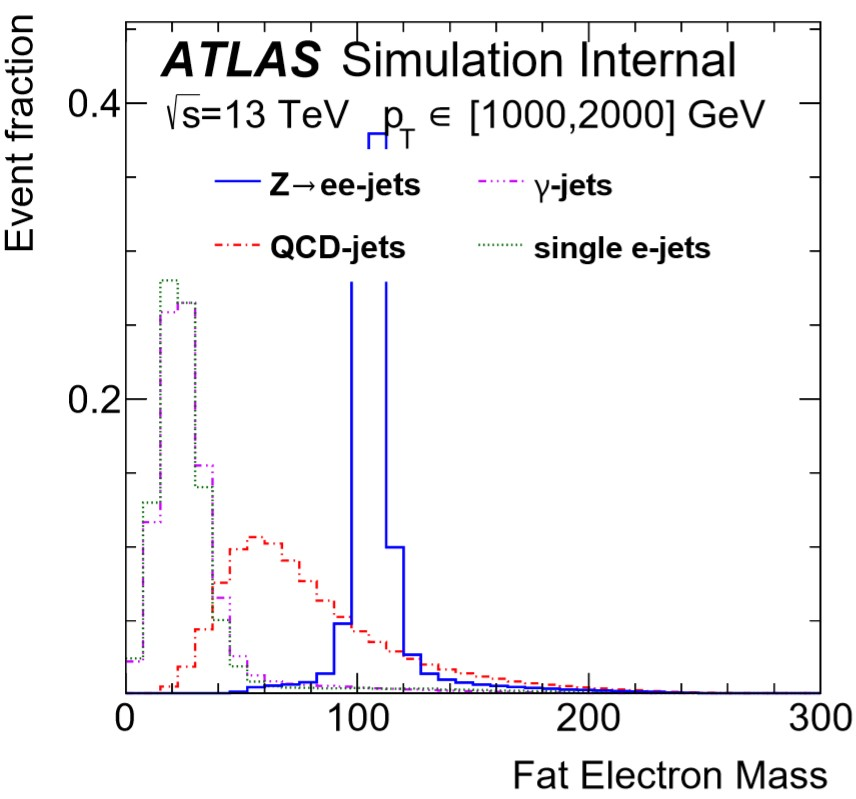 Event fraction
ATLAS Simulation Internal
√s=13 TeV pT ∈ [1000,2000] GeV
Z→ee-jets
γ-jets
QCD-jets
single e-jets
0.4
0.2
0
100
200
300
Fat Electron Mass